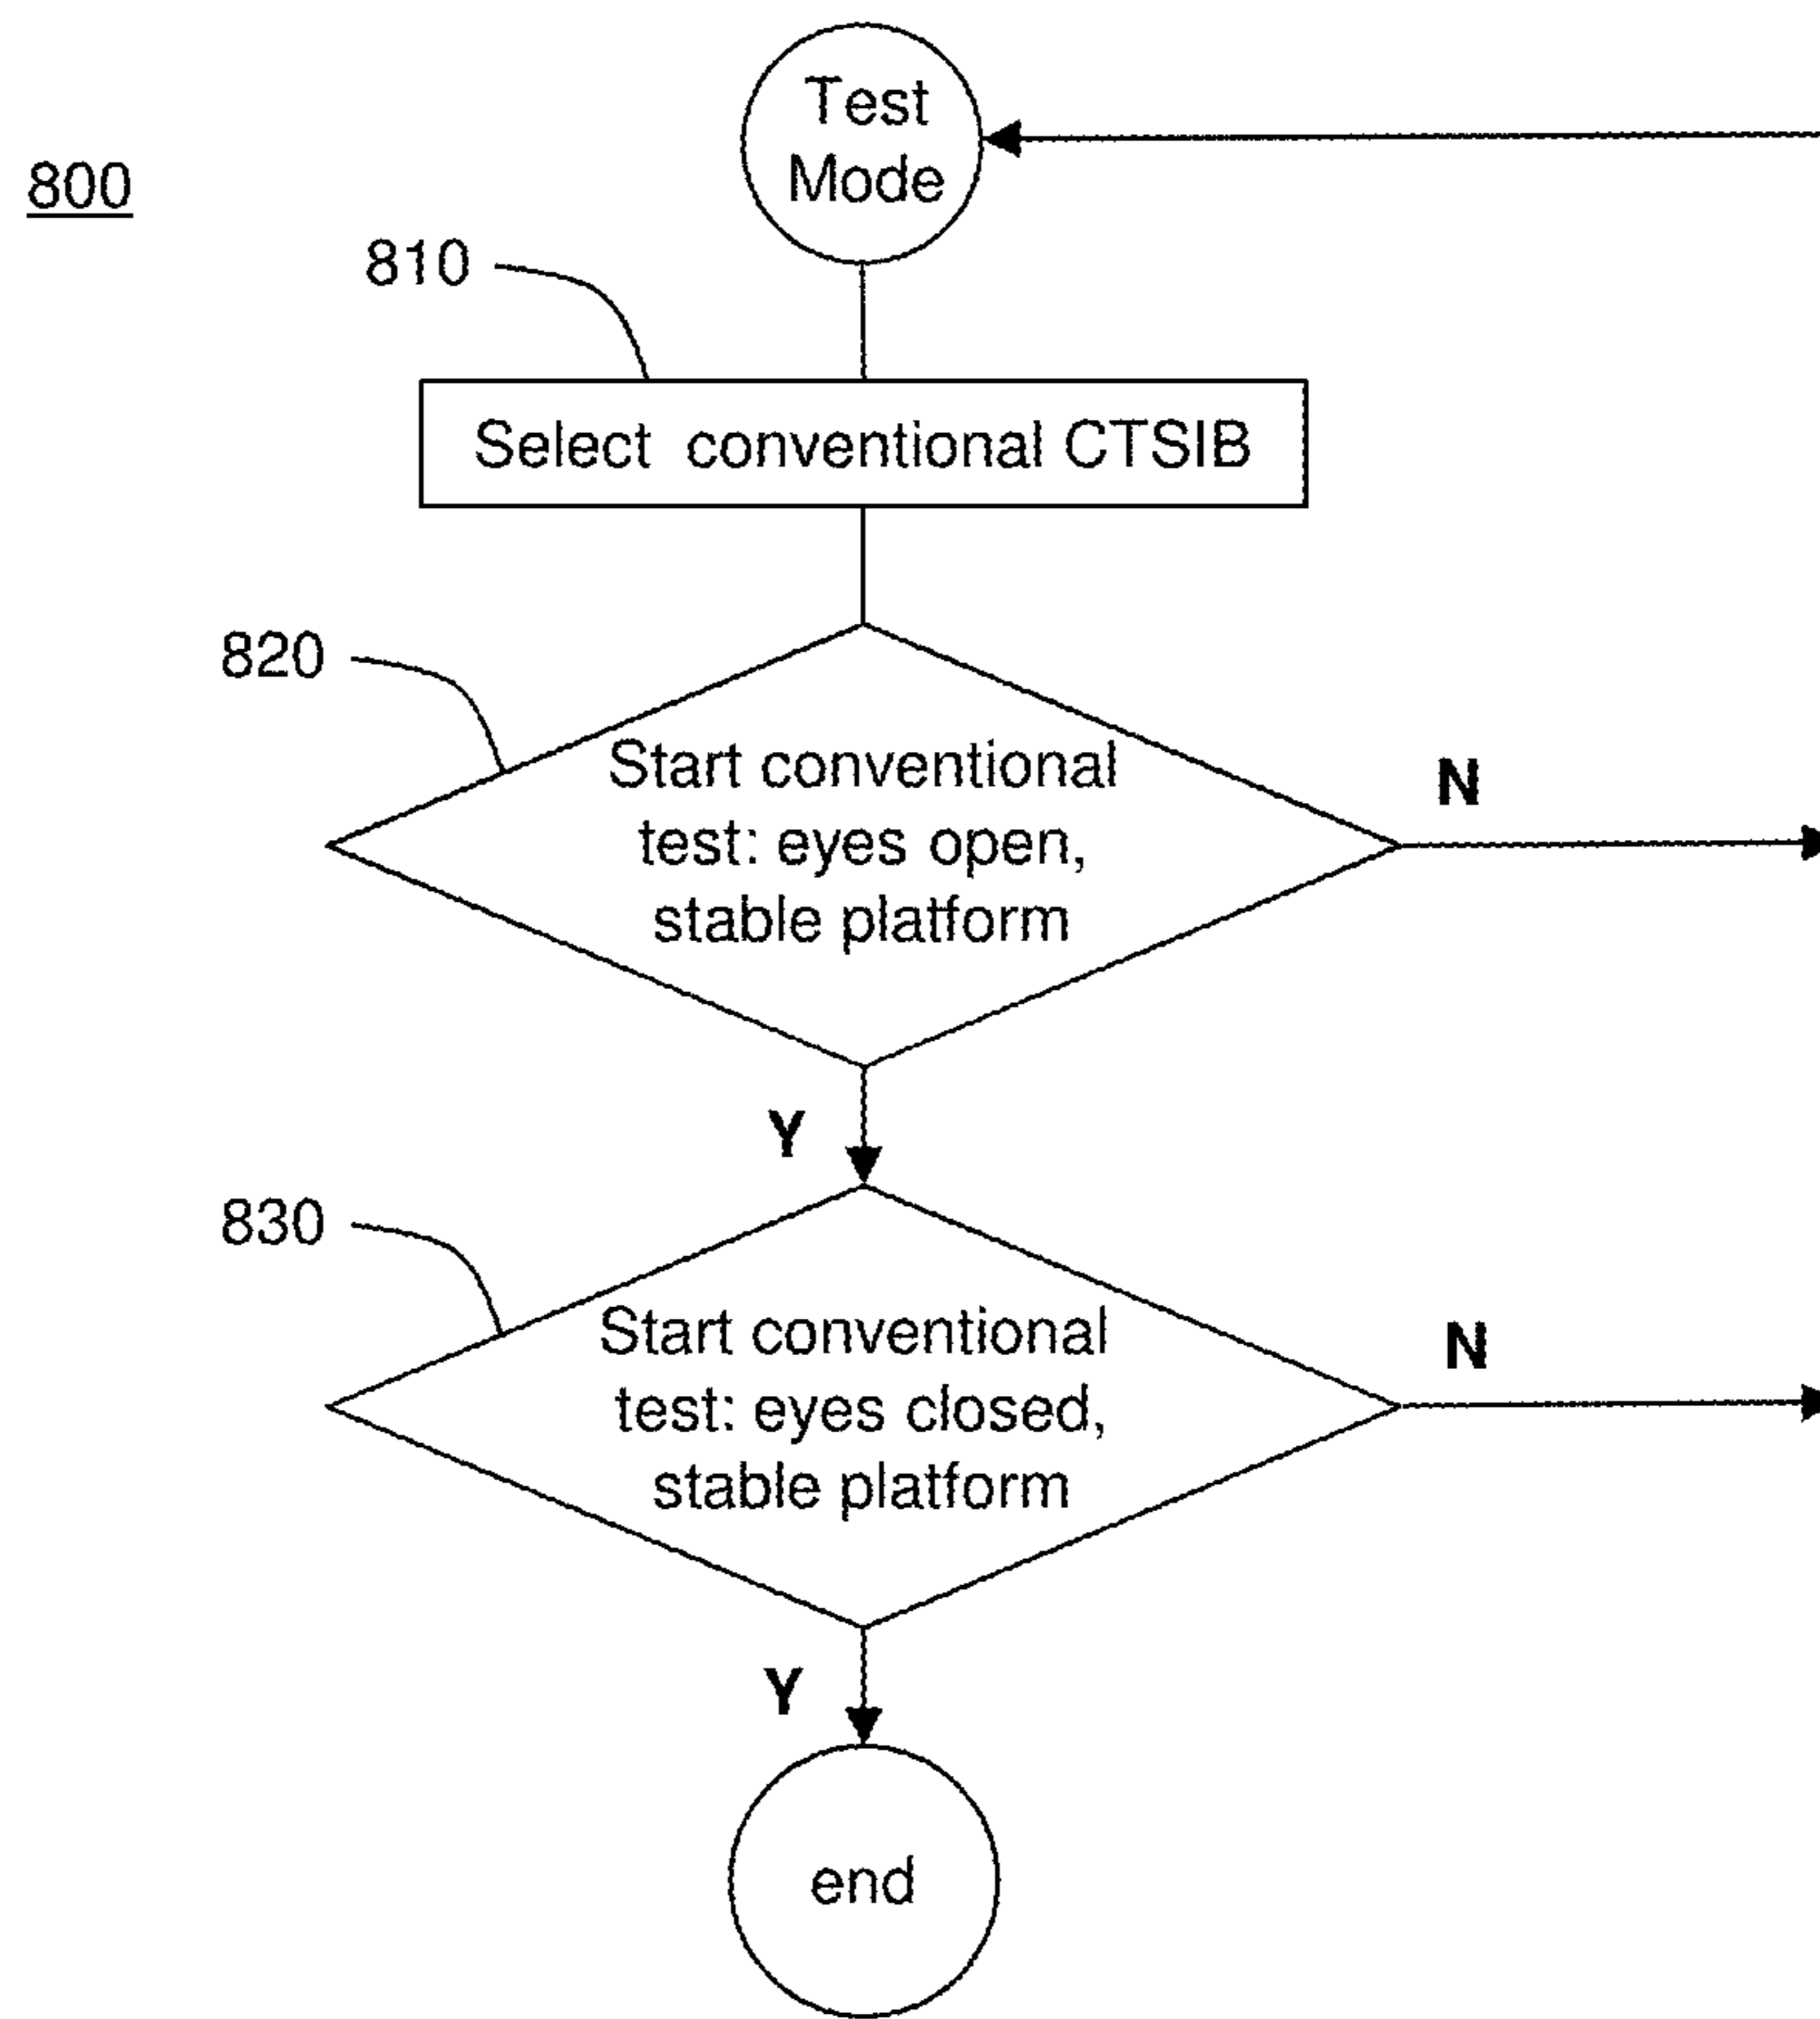 Test
Mode
800
810
Select conventional CTSIB
820
Start conventional
test: eyes open,
stable platform
N
Y
830
Start conventional
test: eyes closed,
stable platform
N
Y
end